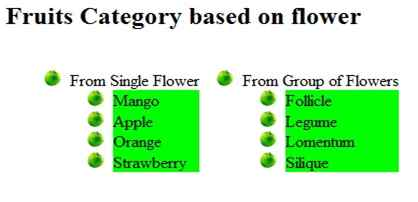 Fruits Category based on flower
From Single Flower
Mango
Apple
Orange
Strawberry
From Group of Flowers
Follicle
Legume
Lomentum
Silique